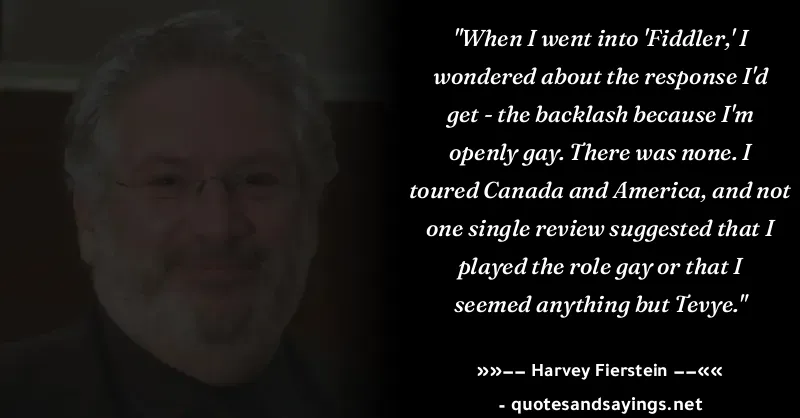 "When I went into 'Fiddler,' I
wondered about the response I'd
get - the backlash because I'm
openly gay. There was none. I
toured Canada and America, and not
one single review suggested that I
played the role gay or that I
seemed anything but Tevye."
»»−− Harvey Fierstein −−««
- quotesandsayings.net